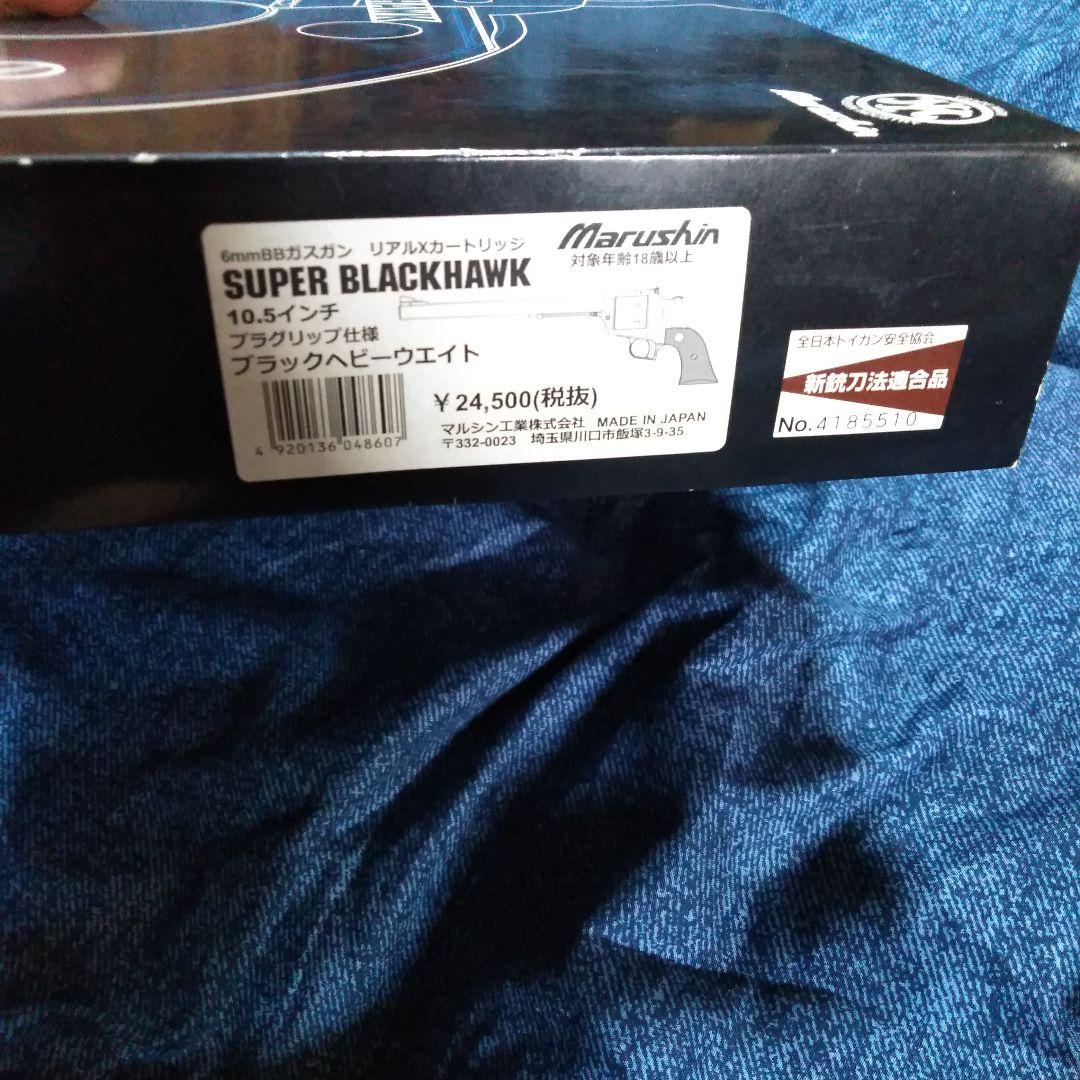 Marushin
6mmBBガスガン リアルXカートリッジ
SUPER BLACKHAWK
10.5インチ
プラグリップ仕様
ブラックヘビーウエイト
Marushin
対象年齢18歳以上
¥24,500(税抜)
マルシン工業株式会社 MADE IN JAPAN
〒332-0023 埼玉県川口市飯塚3-9-35
4 920136 048607
全日本トイガン安全協会
新銃刀法適合品
No.4185510